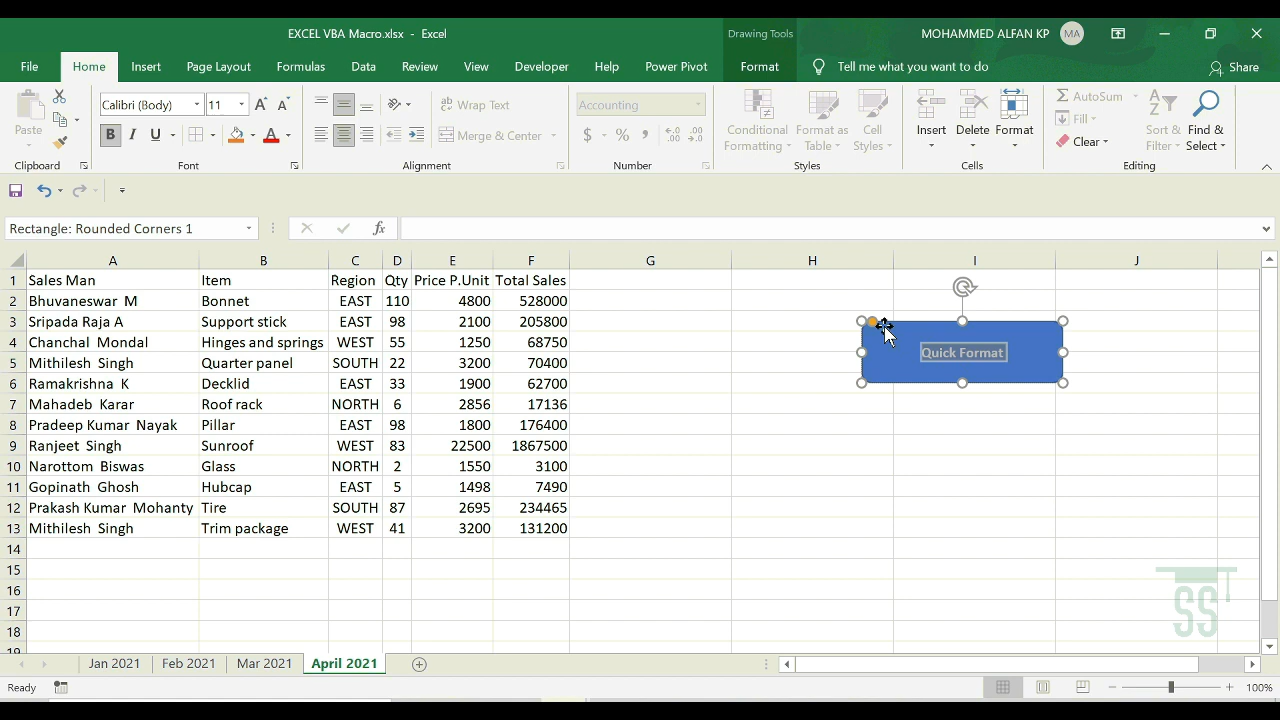 EXCEL VBA Macro.xlsx - Excel
Drawing Tools
MOHAMMED ALFAN KP
MA
File Home Insert Page Layout Formulas Data Review View Developer Help Power Pivot Format Tell me what you want to do Share
Paste
Clipboard
Calibri (Body) 11
B I U
Font
ab Wrap Text
Merge & Center
Alignment
Accounting
$ % ,
Number
Conditional Formatting
Format as Table
Cell Styles
Styles
Insert Delete Format
Cells
AutoSum
Fill
Clear
Sort & Filter
Find & Select
Editing
Rectangle: Rounded Corners 1
fx
A B C D E F G H I J
1 Sales Man Item Region Qty Price P.Unit Total Sales
2 Bhuvaneswar M Bonnet EAST 110 4800 528000
3 Sripada Raja A Support stick EAST 98 2100 205800
4 Chanchal Mondal Hinges and springs WEST 55 1250 68750
5 Mithilesh Singh Quarter panel SOUTH 22 3200 70400
6 Ramakrishna K Decklid EAST 33 1900 62700
7 Mahadeb Karar Roof rack NORTH 6 2856 17136
8 Pradeep Kumar Nayak Pillar EAST 98 1800 176400
9 Ranjeet Singh Sunroof WEST 83 22500 1867500
10 Narottom Biswas Glass NORTH 2 1550 3100
11 Gopinath Ghosh Hubcap EAST 5 1498 7490
12 Prakash Kumar Mohanty Tire SOUTH 87 2695 234465
13 Mithilesh Singh Trim package WEST 41 3200 131200
14
15
16
17
18
19
Quick Format
SS
Jan 2021 Feb 2021 Mar 2021 April 2021
Ready
100%